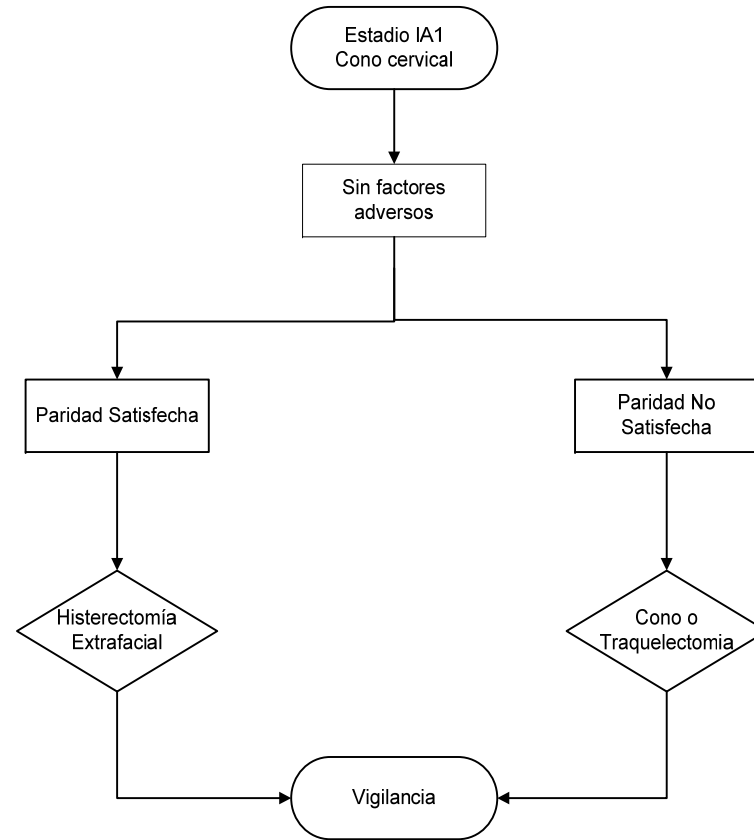 Estadio IA1
Cono cervical
Sin factores
adversos
Paridad Satisfecha
Paridad No
Satisfecha
Histerectomía
Extrafacial
Cono o
Traquelectomia
Vigilancia